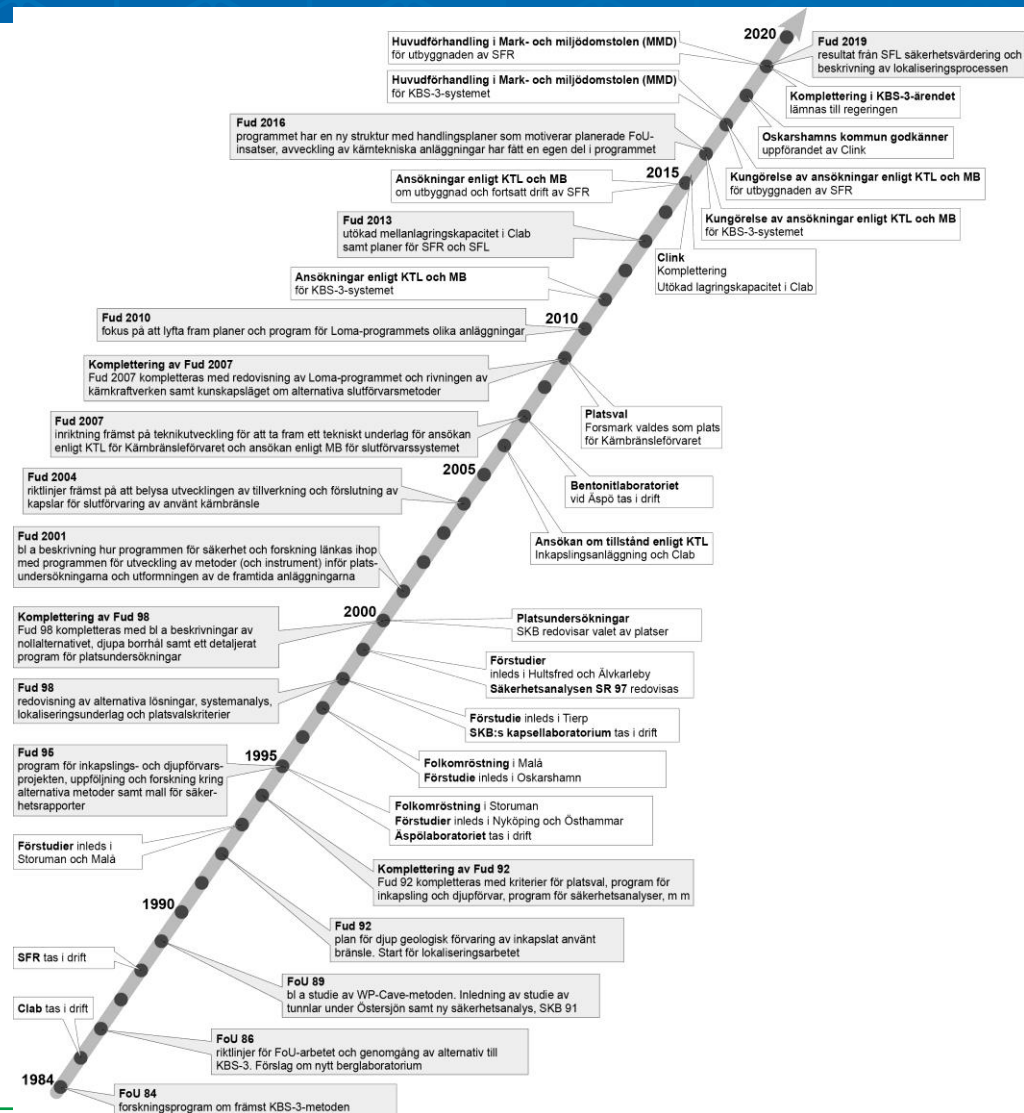 2020
Huvudförhandling i Mark- och miljödomstolen (MMD)
för utbyggnaden av SFR
Fud 2019
resultat från SFL säkerhetsvärdering och
beskrivning av lokaliseringsprocessen
Huvudförhandling i Mark- och miljödomstolen (MMD)
för KBS-3-systemet
Komplettering i KBS-3-ärendet
lämnas till regeringen
Fud 2016
programmet har en ny struktur med handlingsplaner som motiverar planerade FoU-
insatser, avveckling av kärntekniska anläggningar har fått en egen del i programmet
Oskarshamns kommun godkänner
uppförandet av Clink
2015
Ansökningar enligt KTL och MB
om utbyggnad och fortsatt drift av SFR
Kungörelse av ansökningar enligt KTL och MB
för utbyggnaden av SFR
Fud 2013
utökad mellanlagringskapacitet i Clab
samt planer för SFR och SFL
Kungörelse av ansökningar enligt KTL och MB
för KBS-3-systemet
Clink
Komplettering
Utökad lagringskapacitet i Clab
Ansökningar enligt KTL och MB
för KBS-3-systemet
2010
Fud 2010
fokus på att lyfta fram planer och program för Loma-programmets olika anläggningar
Komplettering av Fud 2007
Fud 2007 kompletteras med redovisning av Loma-programmet och rivningen av
kärnkraftverken samt kunskapsläget om alternativa slutförvarsmetoder
Platsval
Forsmark valdes som plats
för Kärnbränsleförvaret
Fud 2007
inriktning främst på teknikutveckling för att ta fram ett tekniskt underlag för ansökan
enligt KTL för Kärnbränsleförvaret och ansökan enligt MB för slutförvarssystemet
2005
Bentonitlaboratoriet
vid Äspö tas i drift
Fud 2004
riktlinjer främst på att belysa utvecklingen av tillverkning och förslutning av
kapslar för slutförvaring av använt kärnbränsle
Ansökan om tillstånd enligt KTL
Inkapslingsanläggning och Clab
Fud 2001
bl a beskrivning hur programmen för säkerhet och forskning länkas ihop
med programmen för utveckling av metoder (och instrument) inför plats-
undersökningarna och utformningen av de framtida anläggningarna
2000
Komplettering av Fud 98
Fud 98 kompletteras med bl a beskrivningar av
nollalternativet, djupa borrhål samt ett detaljerat
program för platsundersökningar
Platsundersökningar
SKB redovisar valet av platser
Förstudier
inleds i Hultsfred och Älvkarleby
Säkerhetsanalysen SR 97 redovisas
Fud 98
redovisning av alternativa lösningar, systemanalys,
lokaliseringsunderlag och platsvalskriterier
Förstudie inleds i Tierp
SKB:s kapsellaboratorium tas i drift
1995
Fud 95
program för inkapslings- och djupförvars-
projekten, uppföljning och forskning kring
alternativa metoder samt mall för säker-
hetsrapporter
Folkomröstning i Malå
Förstudie inleds i Oskarshamn
Folkomröstning i Storuman
Förstudier inleds i Nyköping och Östhammar
Äspölaboratoriet tas i drift
Förstudier inleds i
Storuman och Malå
Komplettering av Fud 92
Fud 92 kompletteras med kriterier för platsval, program för
inkapsling och djupförvar, program för säkerhetsanalyser, m m
1990
Fud 92
plan för djup geologisk förvaring av inkapslat använt
bränsle. Start för lokaliseringsarbetet
SFR tas i drift
FoU 89
bl a studie av WP-Cave-metoden. Inledning av studie av
tunnlar under Östersjön samt ny säkerhetsanalys, SKB 91
Clab tas i drift
FoU 86
riktlinjer för FoU-arbetet och genomgång av alternativ till
KBS-3. Förslag om nytt berglaboratorium
1984
FoU 84
forskningsprogram om främst KBS-3-metoden